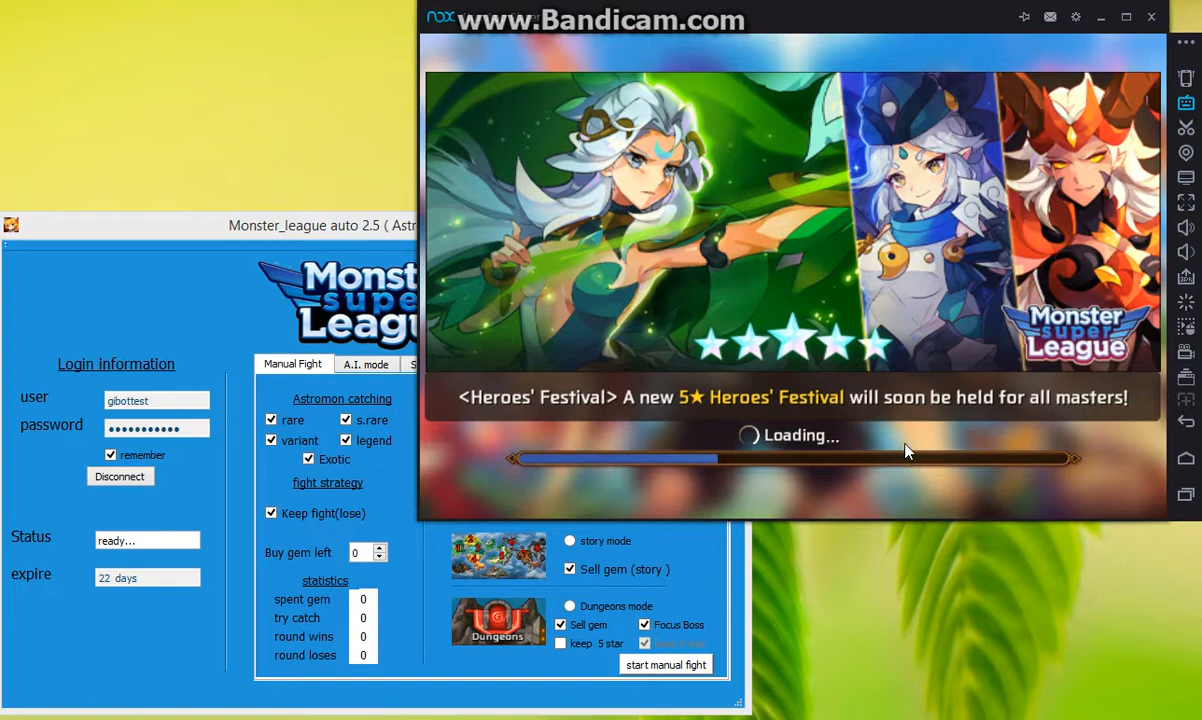 nox
www.Bandicam.com
Monster
super
League
<Heroes' Festival> A new 5★ Heroes' Festival will soon be held for all masters!
Loading...
Monster_league auto 2.5 ( Astr
Monst
super
Leagu
Login information
user
gibottest
password
•••••••••••
remember
Disconnect
Status
ready...
expire
22 days
Manual Fight
A.I. mode
S
Astromon catching
rare
s.rare
variant
legend
Exotic
fight strategy
Keep fight(lose)
Buy gem left
0
statistics
spent gem
0
try catch
0
round wins
0
round loses
0
story mode
Sell gem (story )
Dungeons
Dungeons mode
Sell gem
Focus Boss
keep 5 star
start manual fight